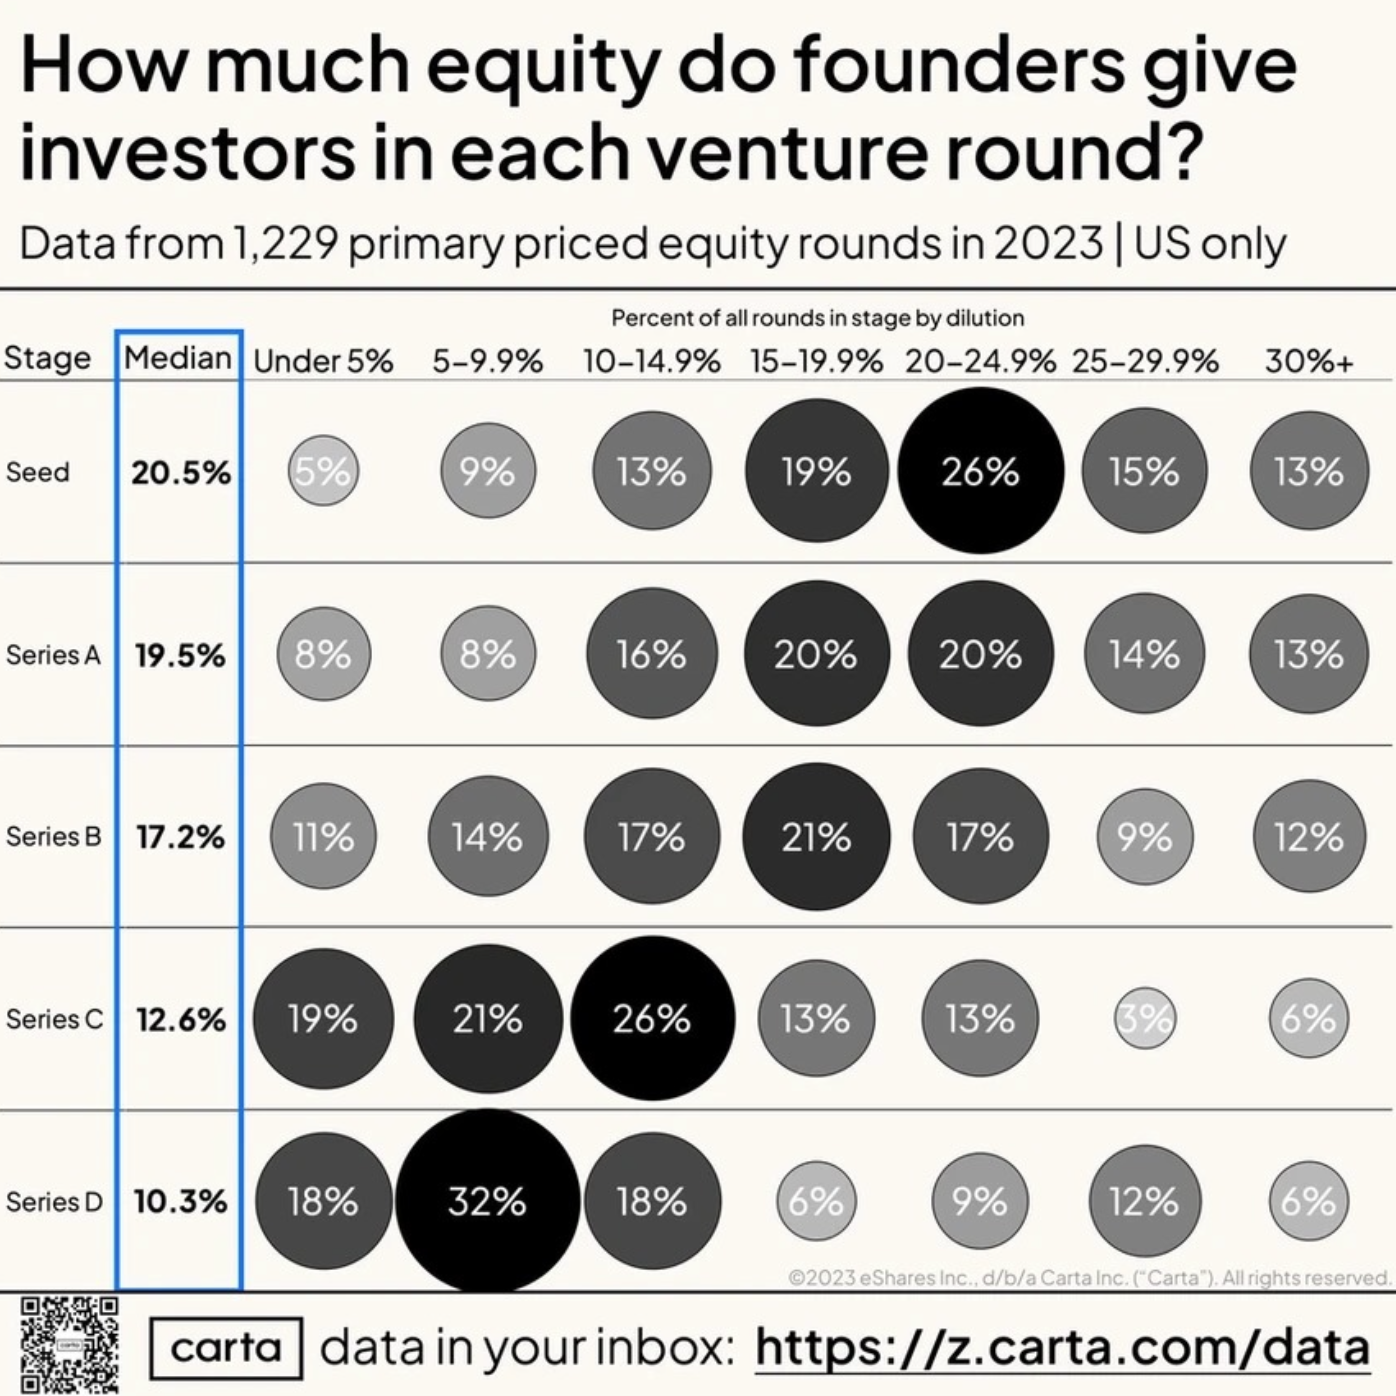 How much equity do founders give
investors in each venture round?
Data from 1,229 primary priced equity rounds in 2023 | US only
Percent of all rounds in stage by dilution
Stage Median Under 5% 5–9.9% 10–14.9% 15–19.9% 20–24.9% 25–29.9% 30%+
Seed 20.5% 5% 9% 13% 19% 26% 15% 13%
Series A 19.5% 8% 8% 16% 20% 20% 14% 13%
Series B 17.2% 11% 14% 17% 21% 17% 9% 12%
Series C 12.6% 19% 21% 26% 13% 13% 3% 6%
Series D 10.3% 18% 32% 18% 6% 9% 12% 6%
©2023 eShares Inc., d/b/a Carta Inc. (“Carta”). All rights reserved.
carta
carta data in your inbox: https://z.carta.com/data